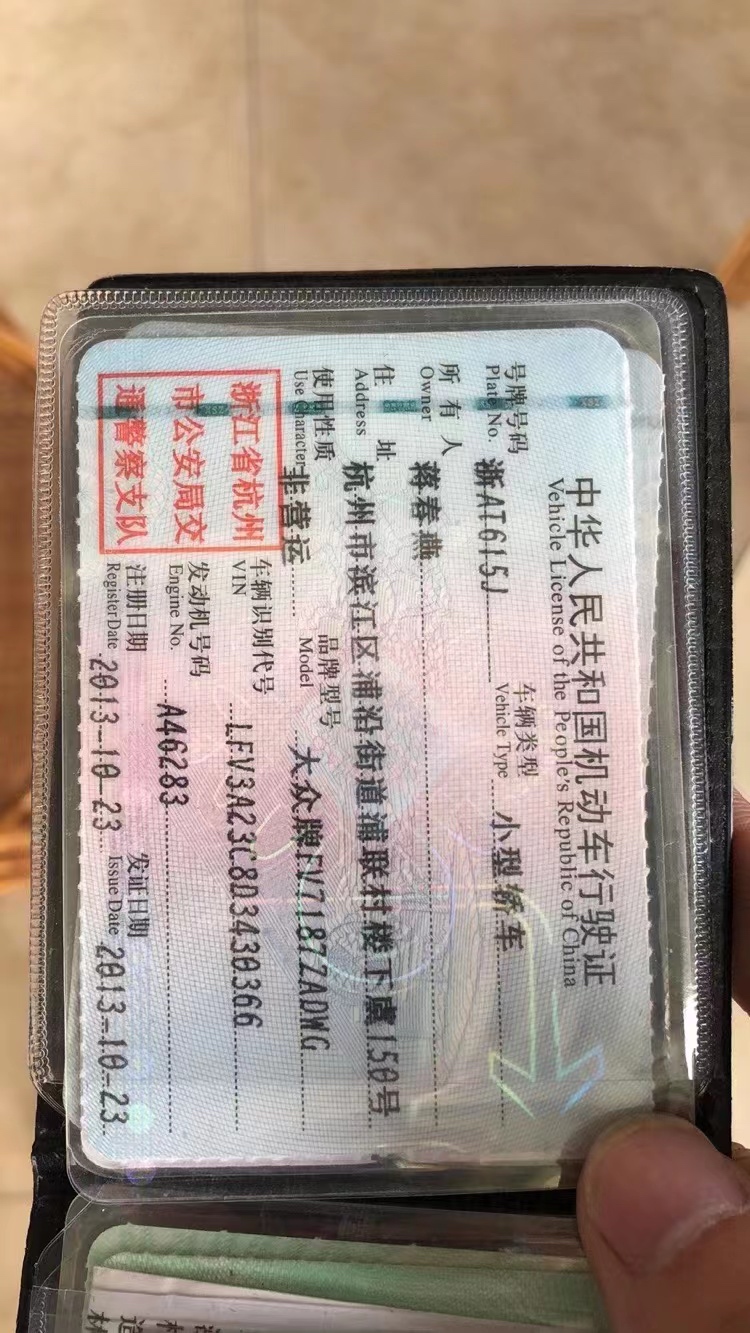 中华人民共和国机动车行驶证
Vehicle License of the People's Republic of China
号牌号码 浙AT615J 车辆类型 小型轿车
Plate No. Vehicle Type
所有人 蒋春燕
Owner
住址 杭州市滨江区浦沿街道浦联村楼下虞150号
Address
使用性质 非营运 品牌型号 大众牌FV7187ZADWG
Use Character Model
浙江省杭州
市公安局交
通警察支队
车辆识别代号 LFV3A23C8D3430366
VIN
发动机号码 A46283
Engine No.
注册日期 2013-10-23 发证日期 2013-10-23
Register Date Issue Date